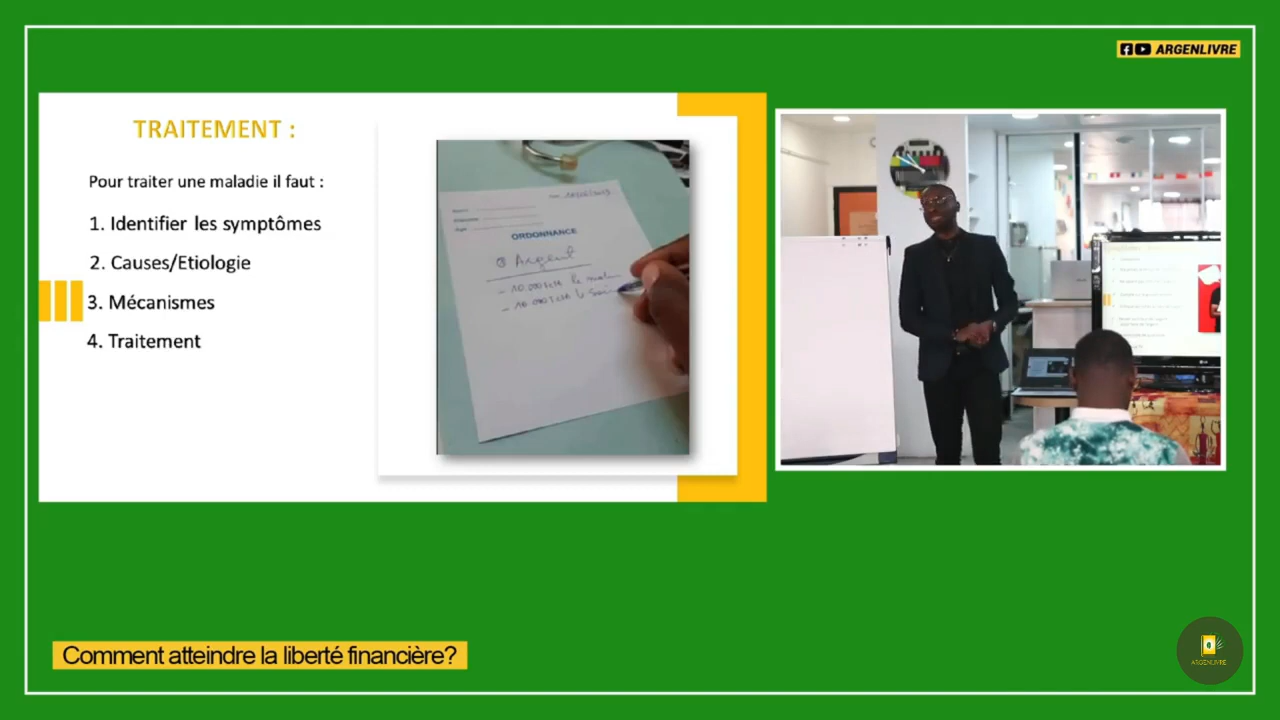 ARGENLIVRE
TRAITEMENT :
Pour traiter une maladie il faut :
1. Identifier les symptômes
2. Causes/Etiologie
3. Mécanismes
4. Traitement
ORDONNANCE
Argent
Comment atteindre la liberté financière?
ARGENLIVRE